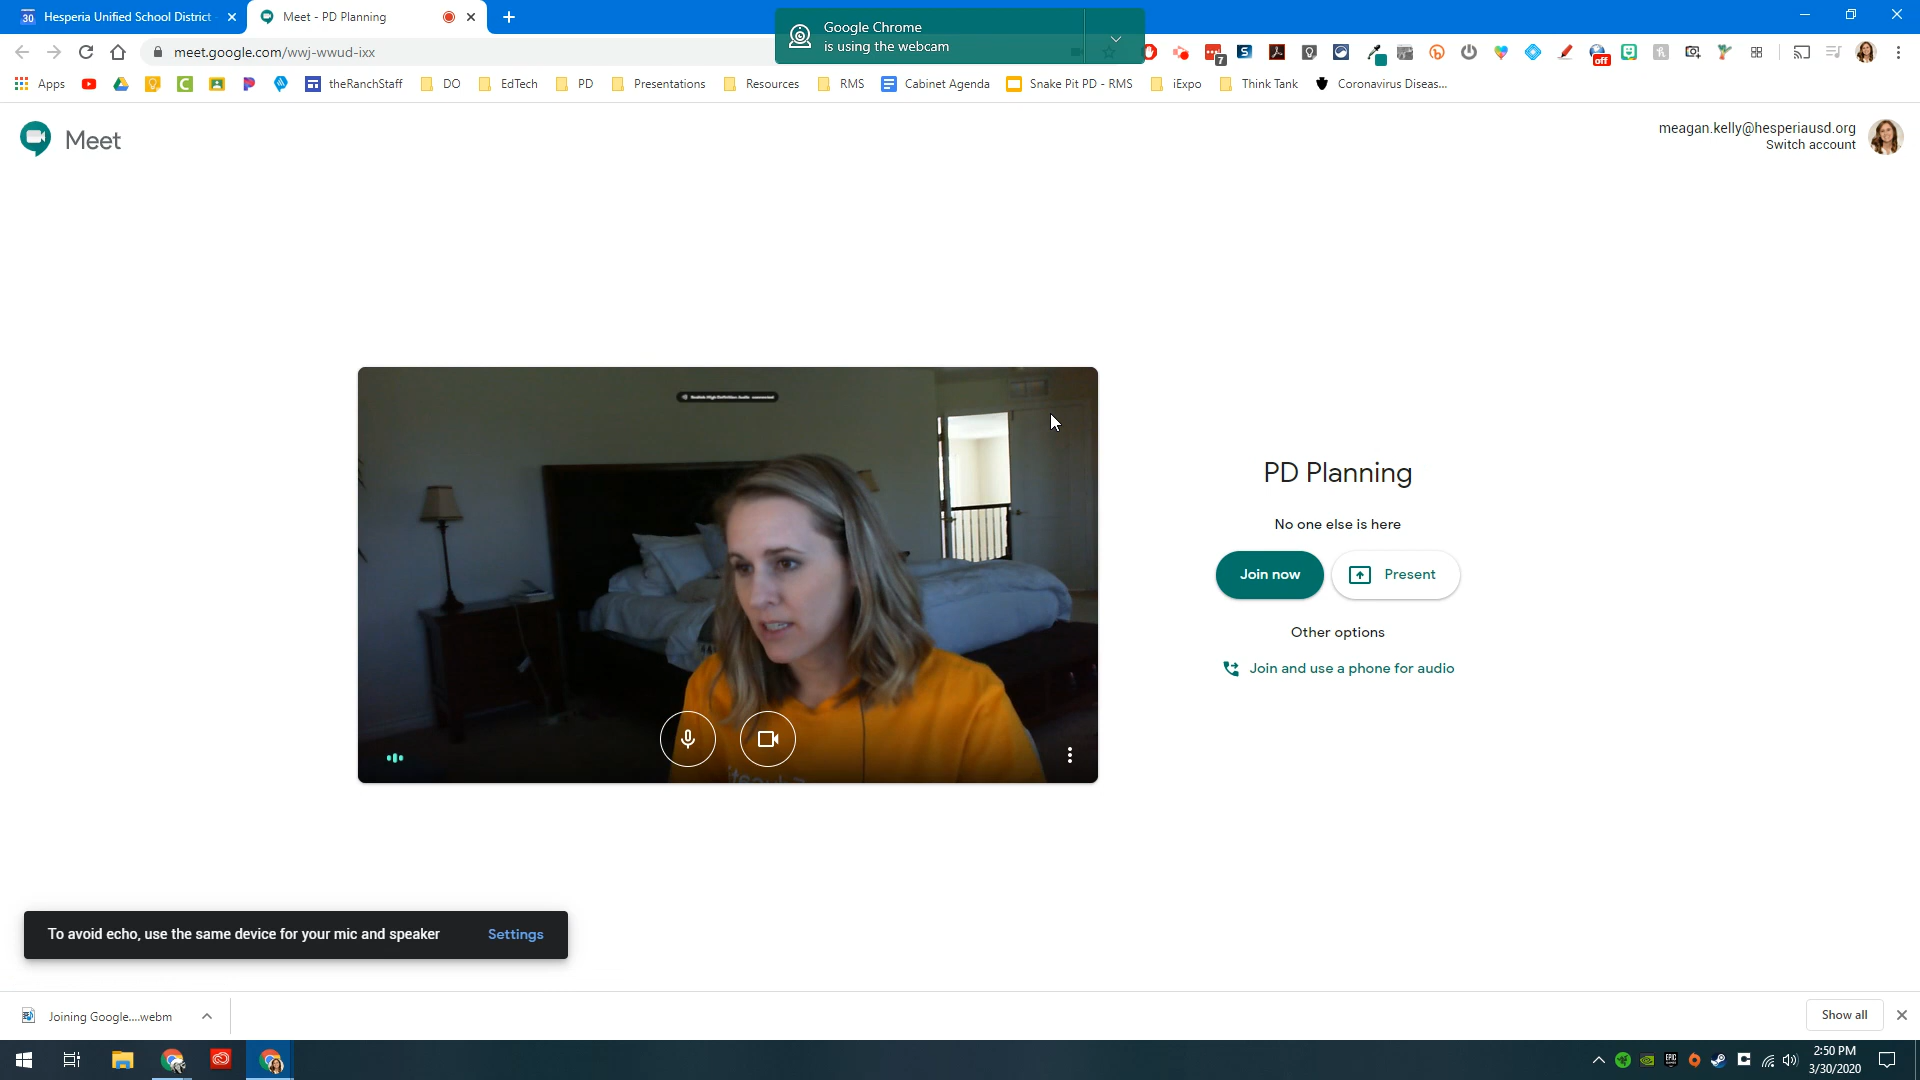 30 Hesperia Unified School District
Meet - PD Planning
Google Chrome
is using the webcam
meet.google.com/wwj-wwud-ixx
7
off
Apps
theRanchStaff
DO
EdTech
PD
Presentations
Resources
RMS
Cabinet Agenda
Snake Pit PD - RMS
iExpo
Think Tank
Coronavirus Diseas...
Meet
meagan.kelly@hesperiausd.org
Switch account
PD Planning
No one else is here
Join now
Present
Other options
Join and use a phone for audio
To avoid echo, use the same device for your mic and speaker
Settings
Joining Google....webm
Show all
2:50 PM
3/30/2020